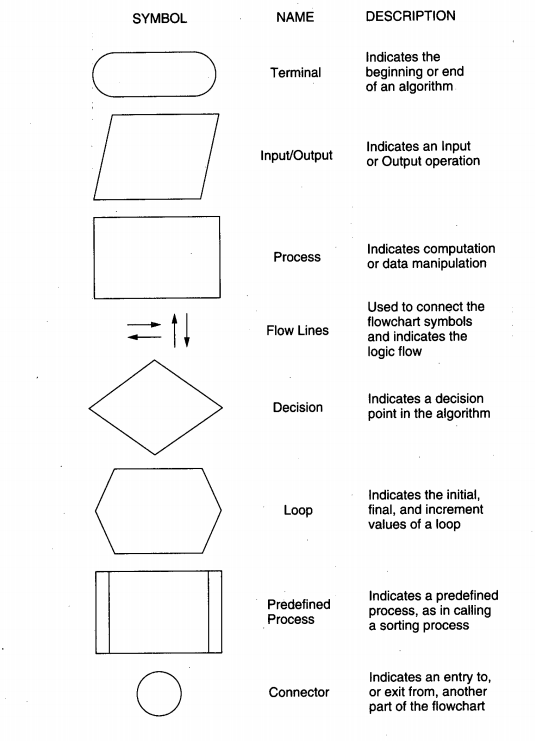 SYMBOL NAME DESCRIPTION
Terminal
Indicates the
beginning or end
of an algorithm
Input/Output
Indicates an Input
or Output operation
Process
Indicates computation
or data manipulation
Flow Lines
Used to connect the
flowchart symbols
and indicates the
logic flow
Decision
Indicates a decision
point in the algorithm
Loop
Indicates the initial,
final, and increment
values of a loop
Predefined
Process
Indicates a predefined
process, as in calling
a sorting process
Connector
Indicates an entry to,
or exit from, another
part of the flowchart